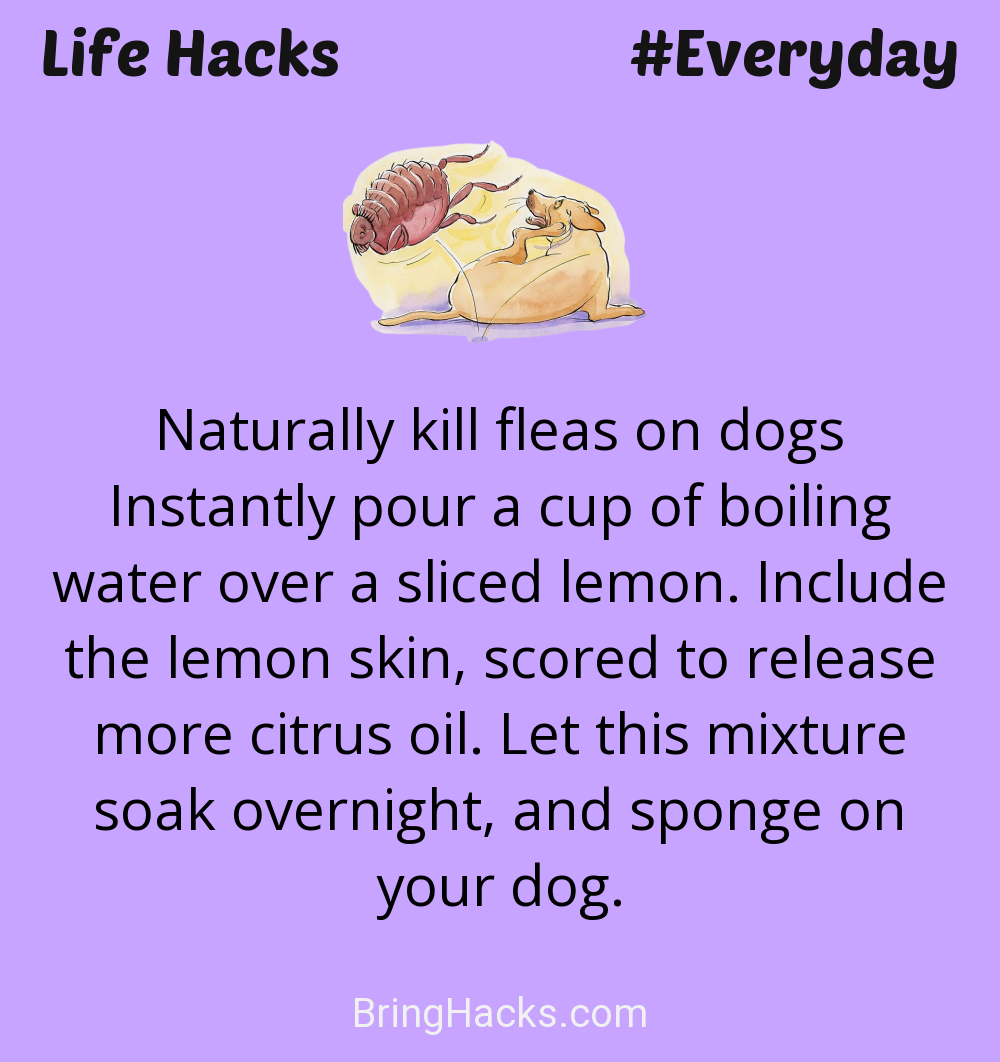 Life Hacks #Everyday
Naturally kill fleas on dogs
Instantly pour a cup of boiling
water over a sliced lemon. Include
the lemon skin, scored to release
more citrus oil. Let this mixture
soak overnight, and sponge on
your dog.
BringHacks.com